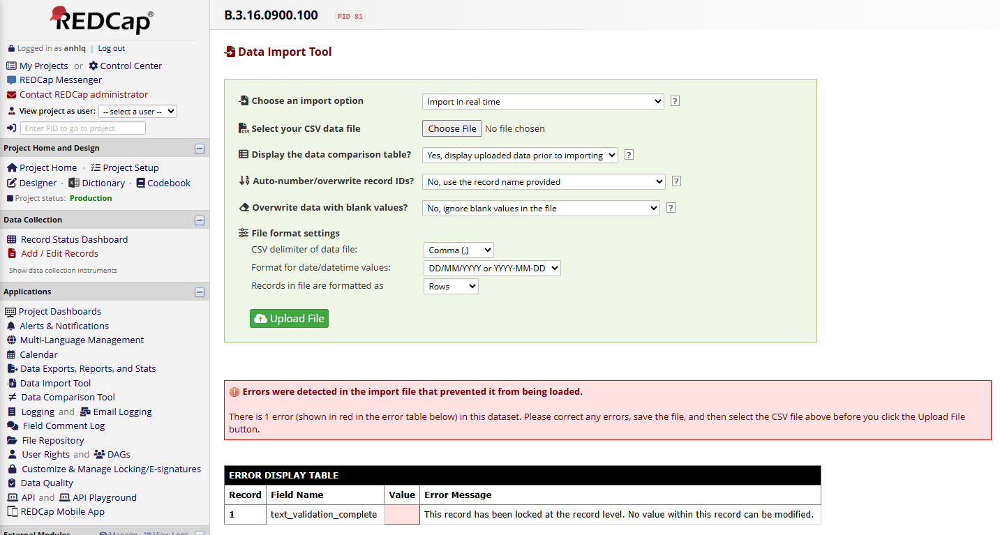 REDCap®
Logged in as anhlq | Log out
My Projects or Control Center
REDCap Messenger
Contact REDCap administrator
View project as user: -- select a user --
Enter PID to go to project
Project Home and Design
Project Home · Project Setup
Designer · Dictionary · Codebook
Project status: Production
Data Collection
Record Status Dashboard
Add / Edit Records
Show data collection instruments
Applications
Project Dashboards
Alerts & Notifications
Multi-Language Management
Calendar
Data Exports, Reports, and Stats
Data Import Tool
Data Comparison Tool
Logging and Email Logging
Field Comment Log
File Repository
User Rights and DAGs
Customize & Manage Locking/E-signatures
Data Quality
API and API Playground
REDCap Mobile App
External Modules Manage View Logs
B.3.16.0900.100 PID 81
Data Import Tool
Choose an import option Import in real time ?
Select your CSV data file Choose File No file chosen
Display the data comparison table? Yes, display uploaded data prior to importing ?
Auto-number/overwrite record IDs? No, use the record name provided ?
Overwrite data with blank values? No, ignore blank values in the file ?
File format settings
CSV delimiter of data file: Comma (,)
Format for date/datetime values: DD/MM/YYYY or YYYY-MM-DD
Records in file are formatted as Rows
Upload File
Errors were detected in the import file that prevented it from being loaded.
There is 1 error (shown in red in the error table below) in this dataset. Please correct any errors, save the file, and then select the CSV file above before you click the Upload File
button.
ERROR DISPLAY TABLE
Record Field Name Value Error Message
1 text_validation_complete This record has been locked at the record level. No value within this record can be modified.